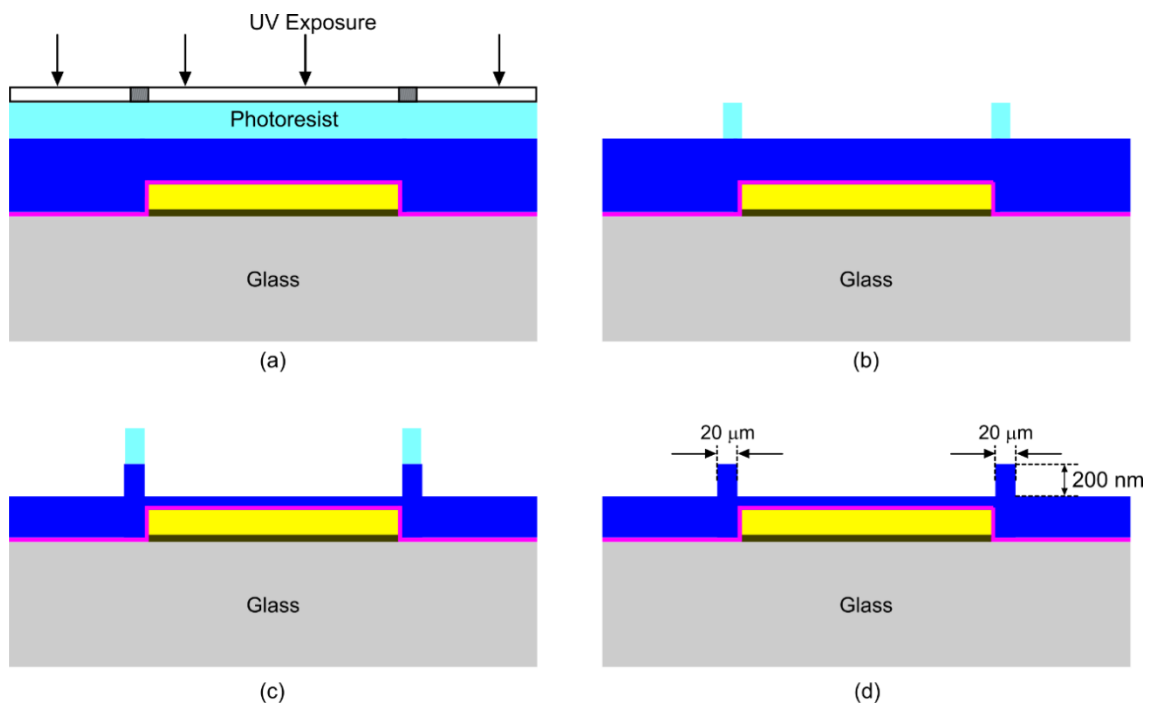 UV Exposure
Photoresist
Glass
(a)
Glass
(b)
Glass
(c)
20 μm
20 μm
200 nm
Glass
(d)